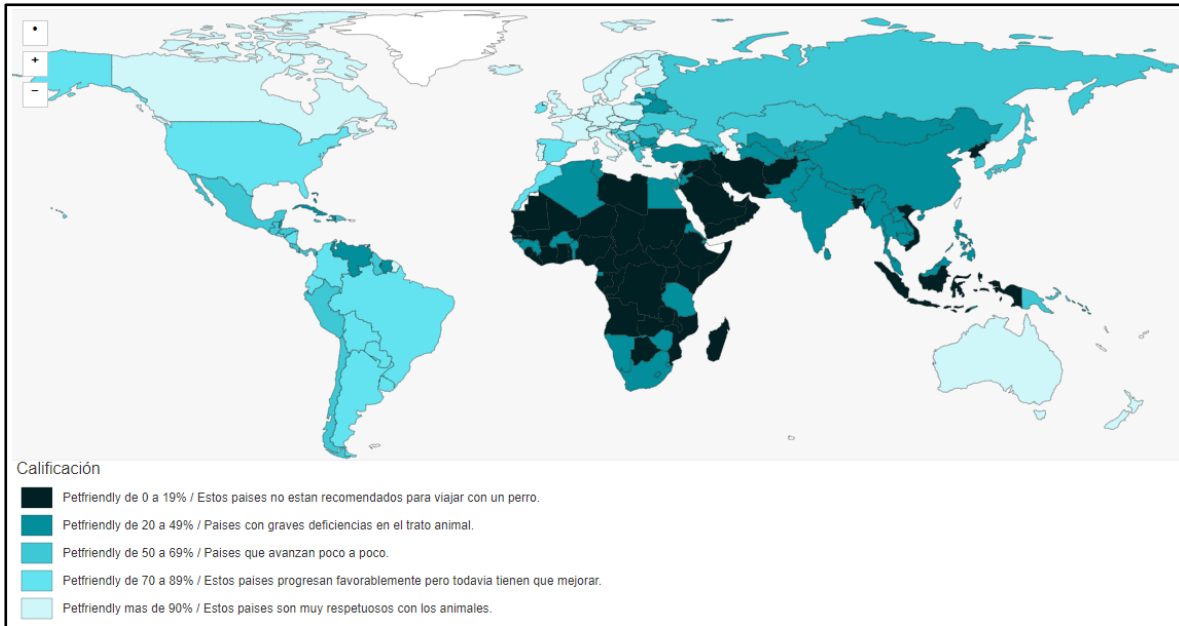 •
+
−
Calificación
Petfriendly de 0 a 19% / Estos paises no estan recomendados para viajar con un perro.
Petfriendly de 20 a 49% / Paises con graves deficiencias en el trato animal.
Petfriendly de 50 a 69% / Paises que avanzan poco a poco.
Petfriendly de 70 a 89% / Estos paises progresan favorablemente pero todavia tienen que mejorar.
Petfriendly mas de 90% / Estos paises son muy respetuosos con los animales.